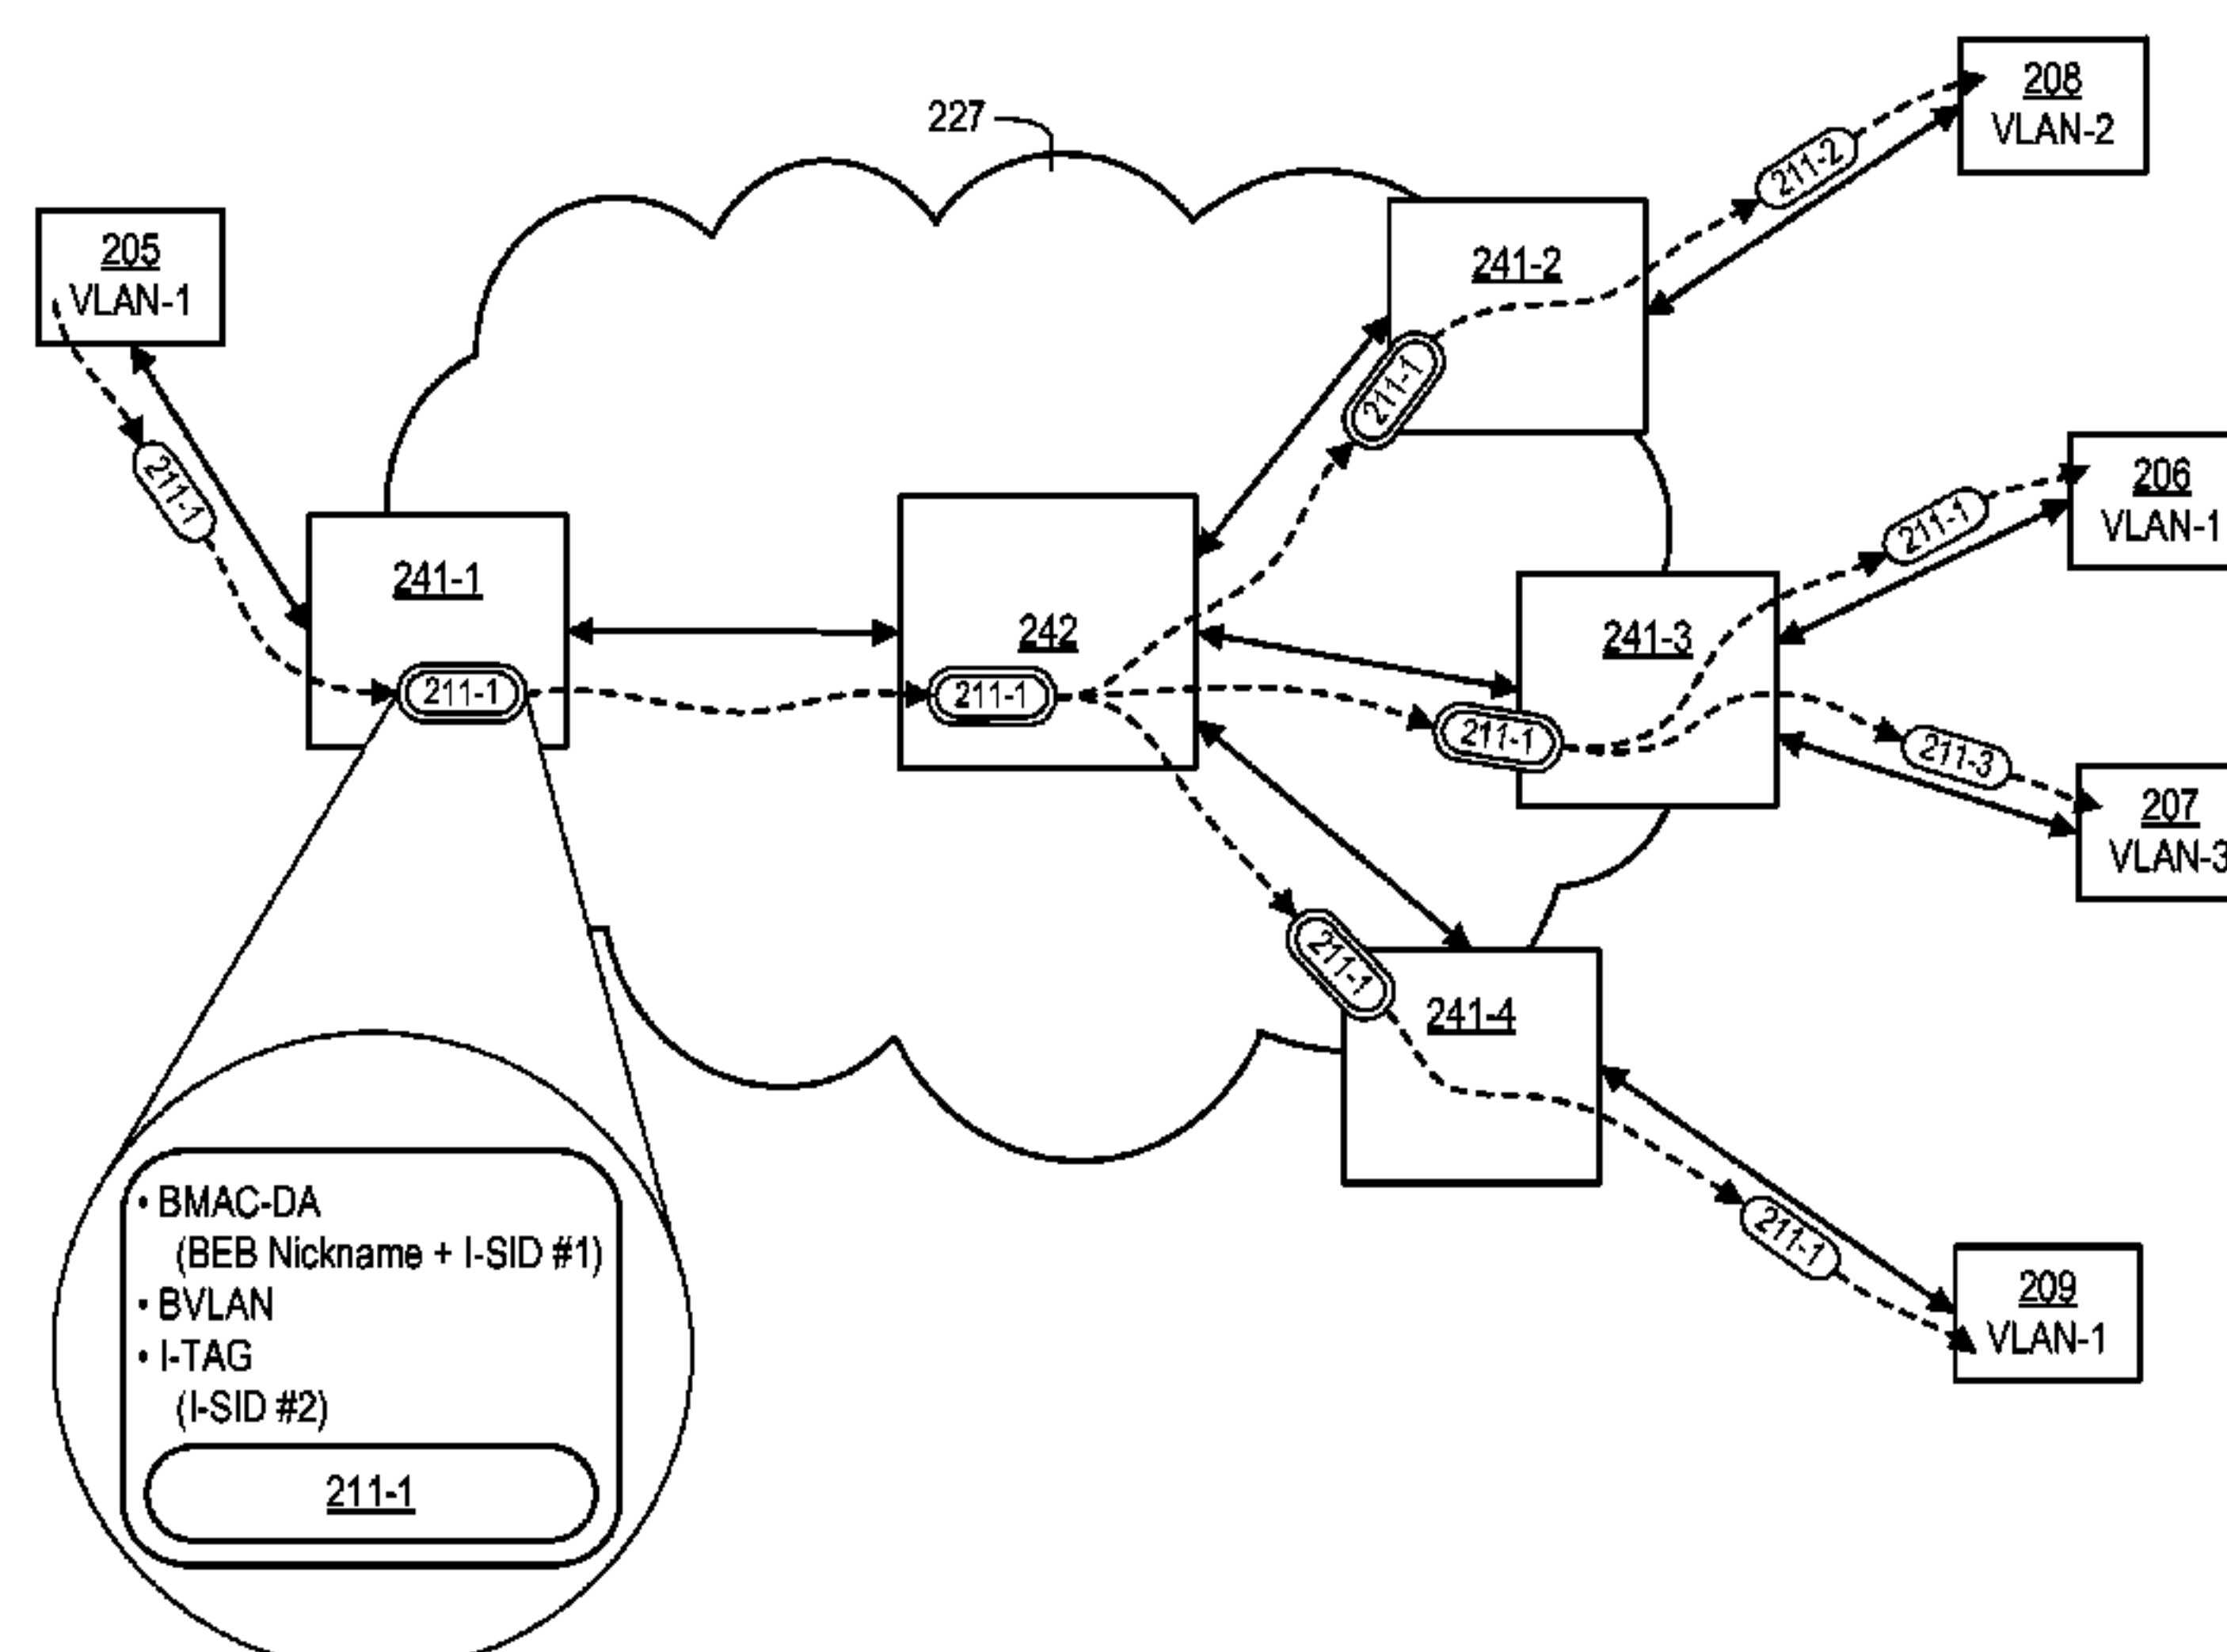 227
208
VLAN-2
211-2
205
VLAN-1
241-2
211-1
211-1
206
VLAN-1
211-1
241-1
242
241-3
211-1
211-1
211-1
211-3
207
VLAN-3
211-1
241-4
211-1
209
VLAN-1
• BMAC-DA
(BEB Nickname + I-SID #1)
• BVLAN
• I-TAG
(I-SID #2)
211-1